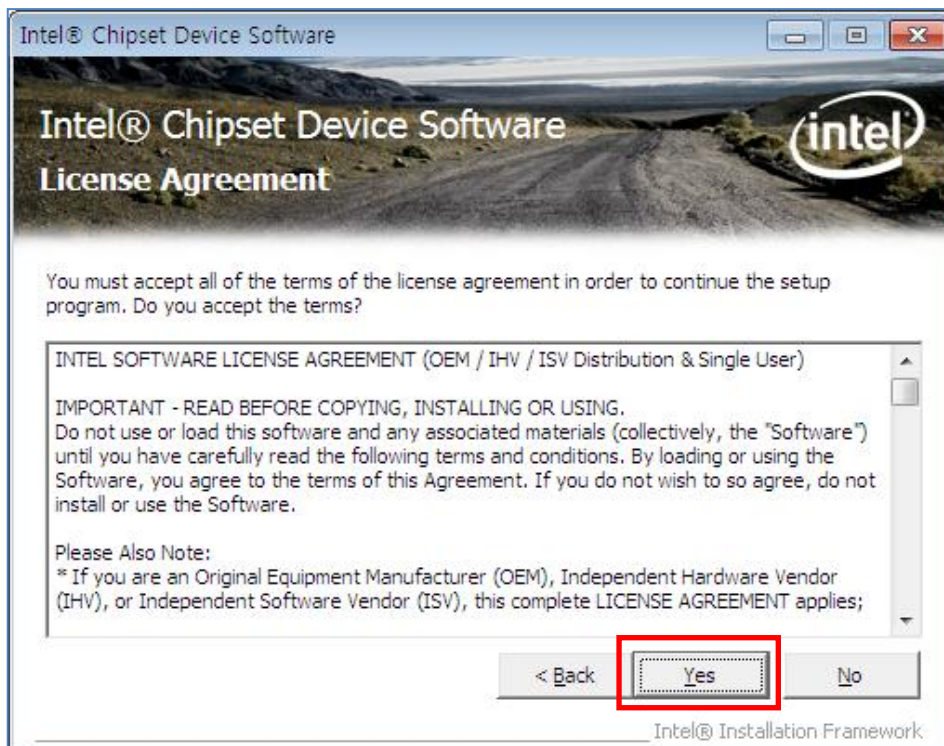 Intel® Chipset Device Software
Intel® Chipset Device Software
intel
License Agreement
You must accept all of the terms of the license agreement in order to continue the setup
program. Do you accept the terms?
INTEL SOFTWARE LICENSE AGREEMENT (OEM / IHV / ISV Distribution & Single User)
IMPORTANT - READ BEFORE COPYING, INSTALLING OR USING.
Do not use or load this software and any associated materials (collectively, the "Software")
until you have carefully read the following terms and conditions. By loading or using the
Software, you agree to the terms of this Agreement. If you do not wish to so agree, do not
install or use the Software.
Please Also Note:
* If you are an Original Equipment Manufacturer (OEM), Independent Hardware Vendor
(IHV), or Independent Software Vendor (ISV), this complete LICENSE AGREEMENT applies;
< Back Yes No
Intel® Installation Framework